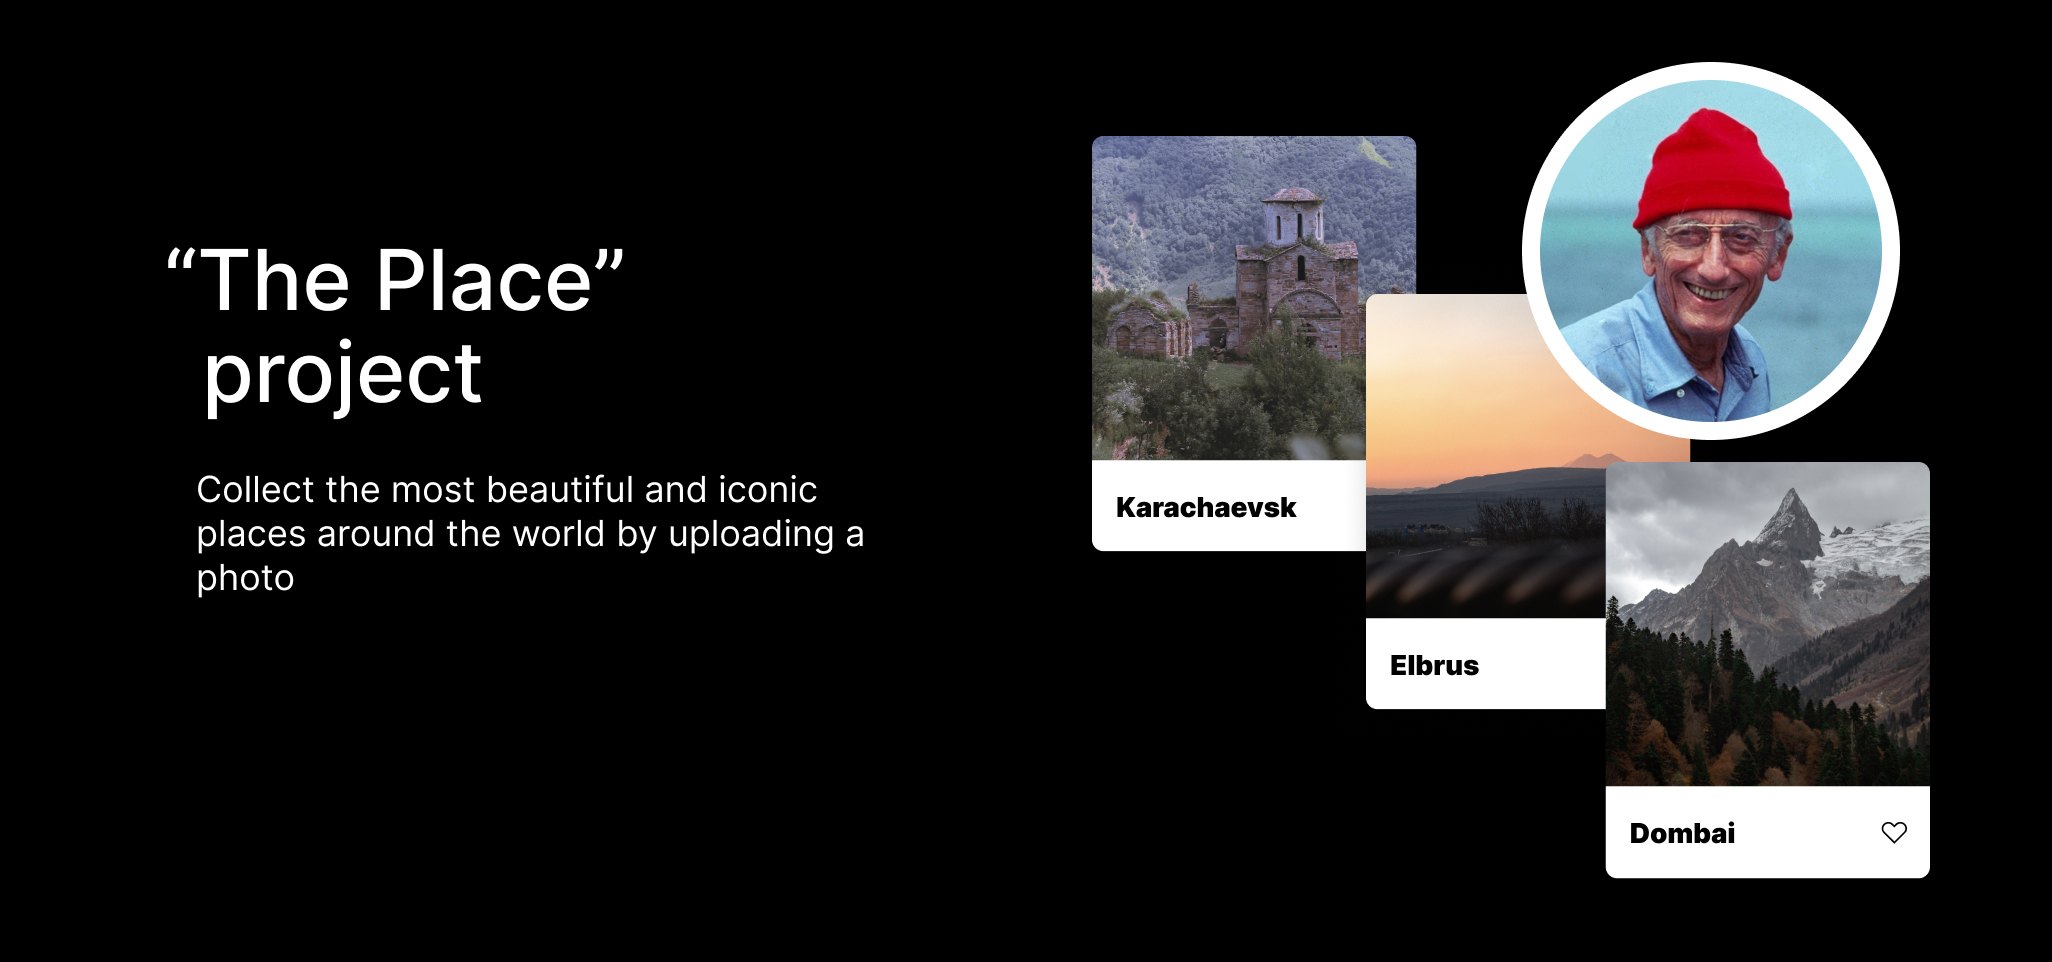 “The Place”
project
Collect the most beautiful and iconic
places around the world by uploading a
photo
Karachaevsk
Elbrus
Dombai